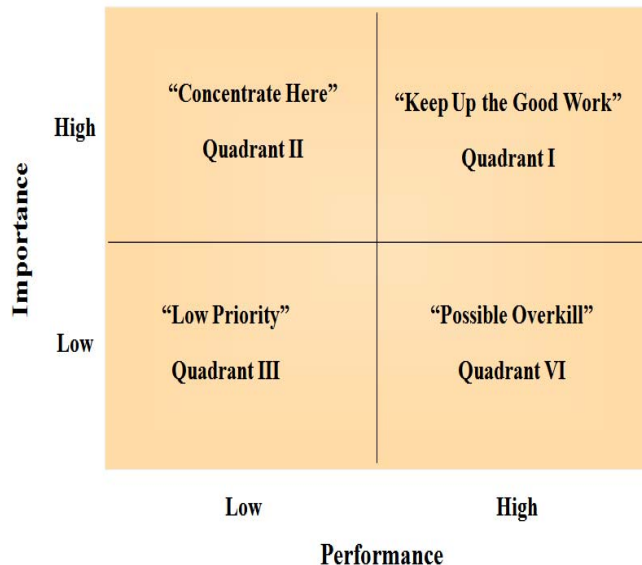 “Concentrate Here”
Quadrant II
“Keep Up the Good Work”
Quadrant I
High
Importance
“Low Priority”
Quadrant III
“Possible Overkill”
Quadrant VI
Low
Low
High
Performance